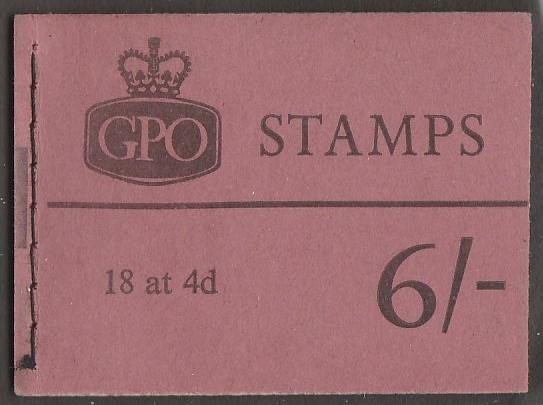 GPO STAMPS
18 at 4d 6/-